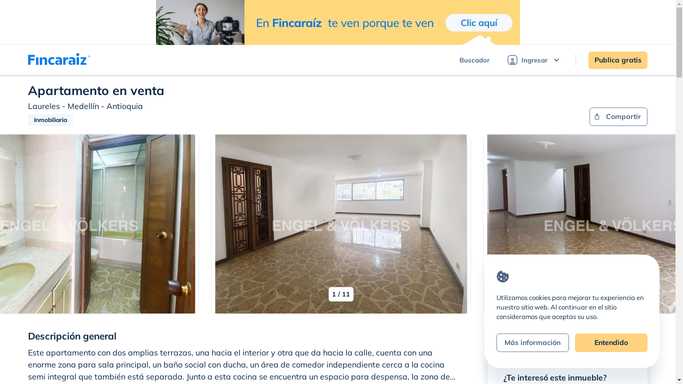 En Fincaraíz te ven porque te ven
Clic aquí
Fincaraíz
Buscador
Ingresar
Publica gratis
Apartamento en venta
Laureles - Medellín - Antioquia
Inmobiliaria
Compartir
ENGEL & VÖLKERS
ENGEL & VÖLKERS
ENGEL & VÖLKERS
1 / 11
Utilizamos cookies para mejorar tu experiencia en
nuestro sitio web. Al continuar en el sitio
consideramos que aceptas su uso.
Más información
Entendido
Descripción general
Este apartamento con dos amplias terrazas, una hacia el interior y otra que da hacia la calle, cuenta con una
enorme zona para sala principal, un baño social con ducha, un área de comedor independiente cerca a la cocina
semi integral que también está separada. Junto a esta cocina se encuentra un espacio para despensa, la zona de...
¿Te interesó este inmueble?